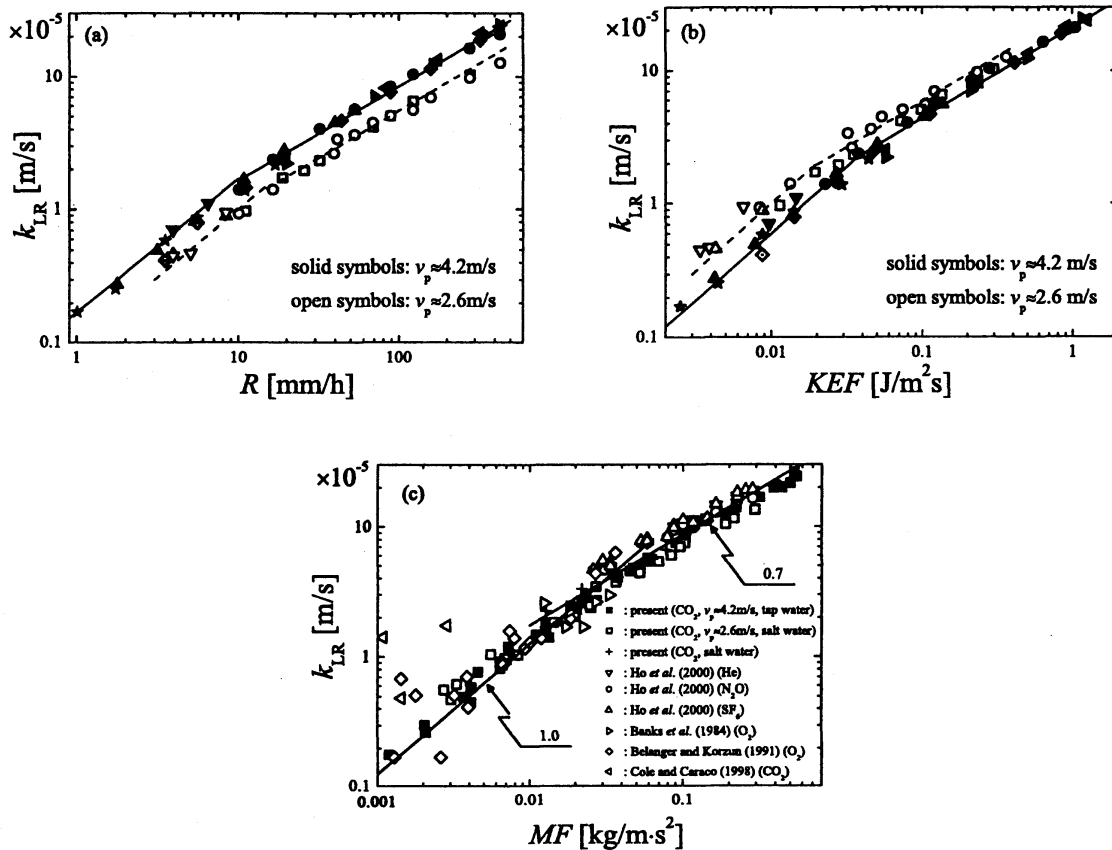 ×10⁻⁵
(a)
10
1
0.1
k_LR [m/s]
solid symbols: v_p≈4.2m/s
open symbols: v_p≈2.6m/s
1 10 100
R [mm/h]
×10⁻⁵
(b)
10
1
0.1
k_LR [m/s]
solid symbols: v_p≈4.2 m/s
open symbols: v_p≈2.6 m/s
0.01 0.1 1
KEF [J/m²s]
×10⁻⁵
(c)
10
1
0.1
k_LR [m/s]
0.7
1.0
: present (CO₂, v_p≈4.2m/s, tap water)
: present (CO₂, v_p≈2.6m/s, salt water)
: present (CO₂, salt water)
: Ho et al. (2000) (He)
: Ho et al. (2000) (N₂O)
: Ho et al. (2000) (SF₆)
: Banks et al. (1984) (O₂)
: Belanger and Korzun (1991) (O₂)
: Cole and Caraco (1998) (CO₂)
0.001 0.01 0.1
MF [kg/m·s²]